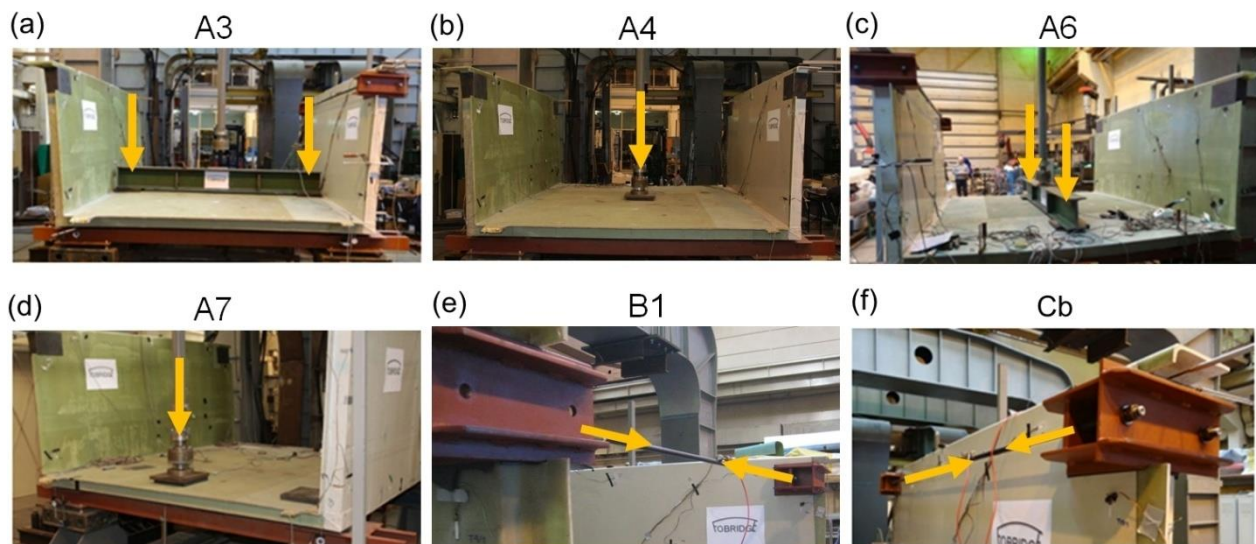 (a) A3
(b) A4
(c) A6
(d) A7
(e) B1
(f) Cb
TOBRIDGE
TOBRIDGE